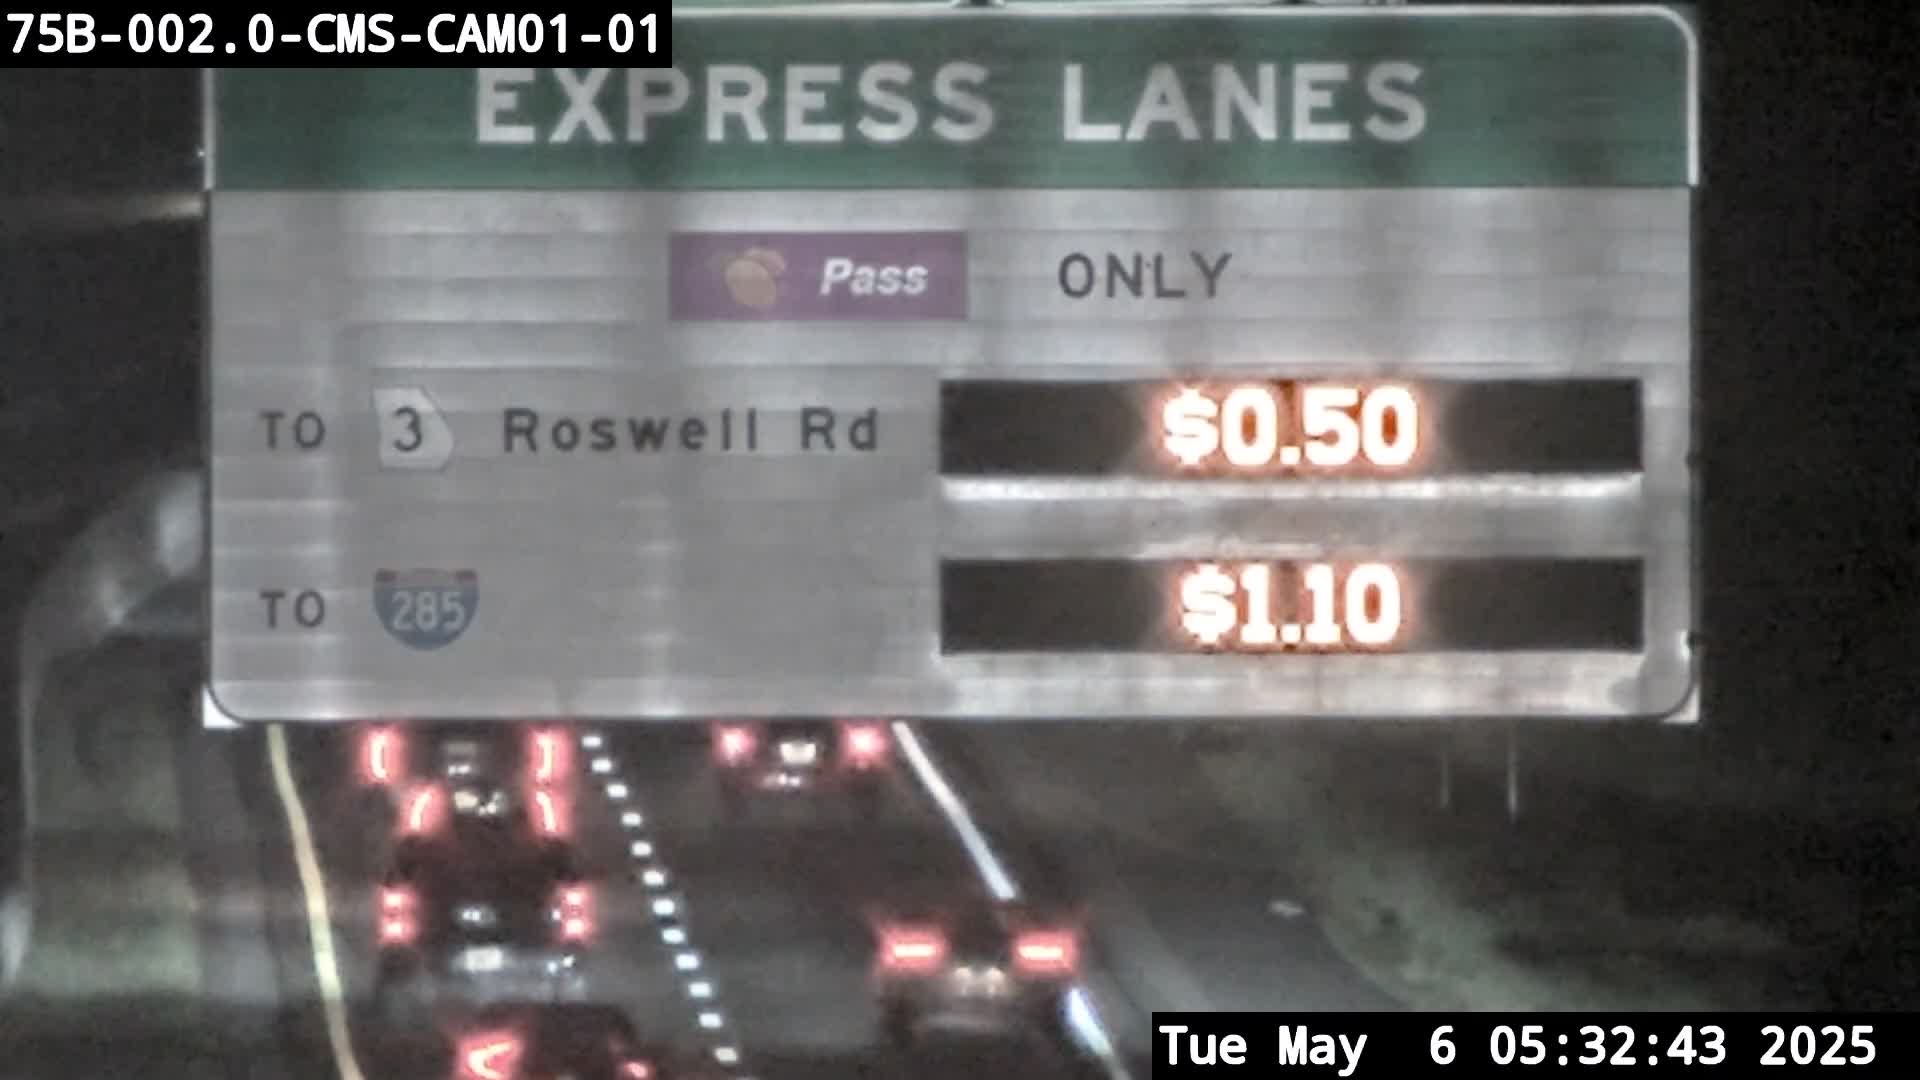 75B-002.0-CMS-CAM01-01
EXPRESS LANES
Pass ONLY
TO 3 Roswell Rd $0.50
TO 285 $1.10
Tue May 6 05:32:43 2025